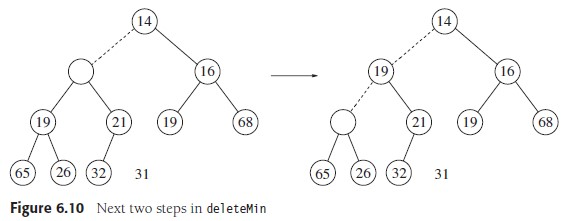 14 14
16 19 16
19 21 19 68 21 19 68
65 26 32 31 65 26 32 31
Figure 6.10 Next two steps in deleteMin